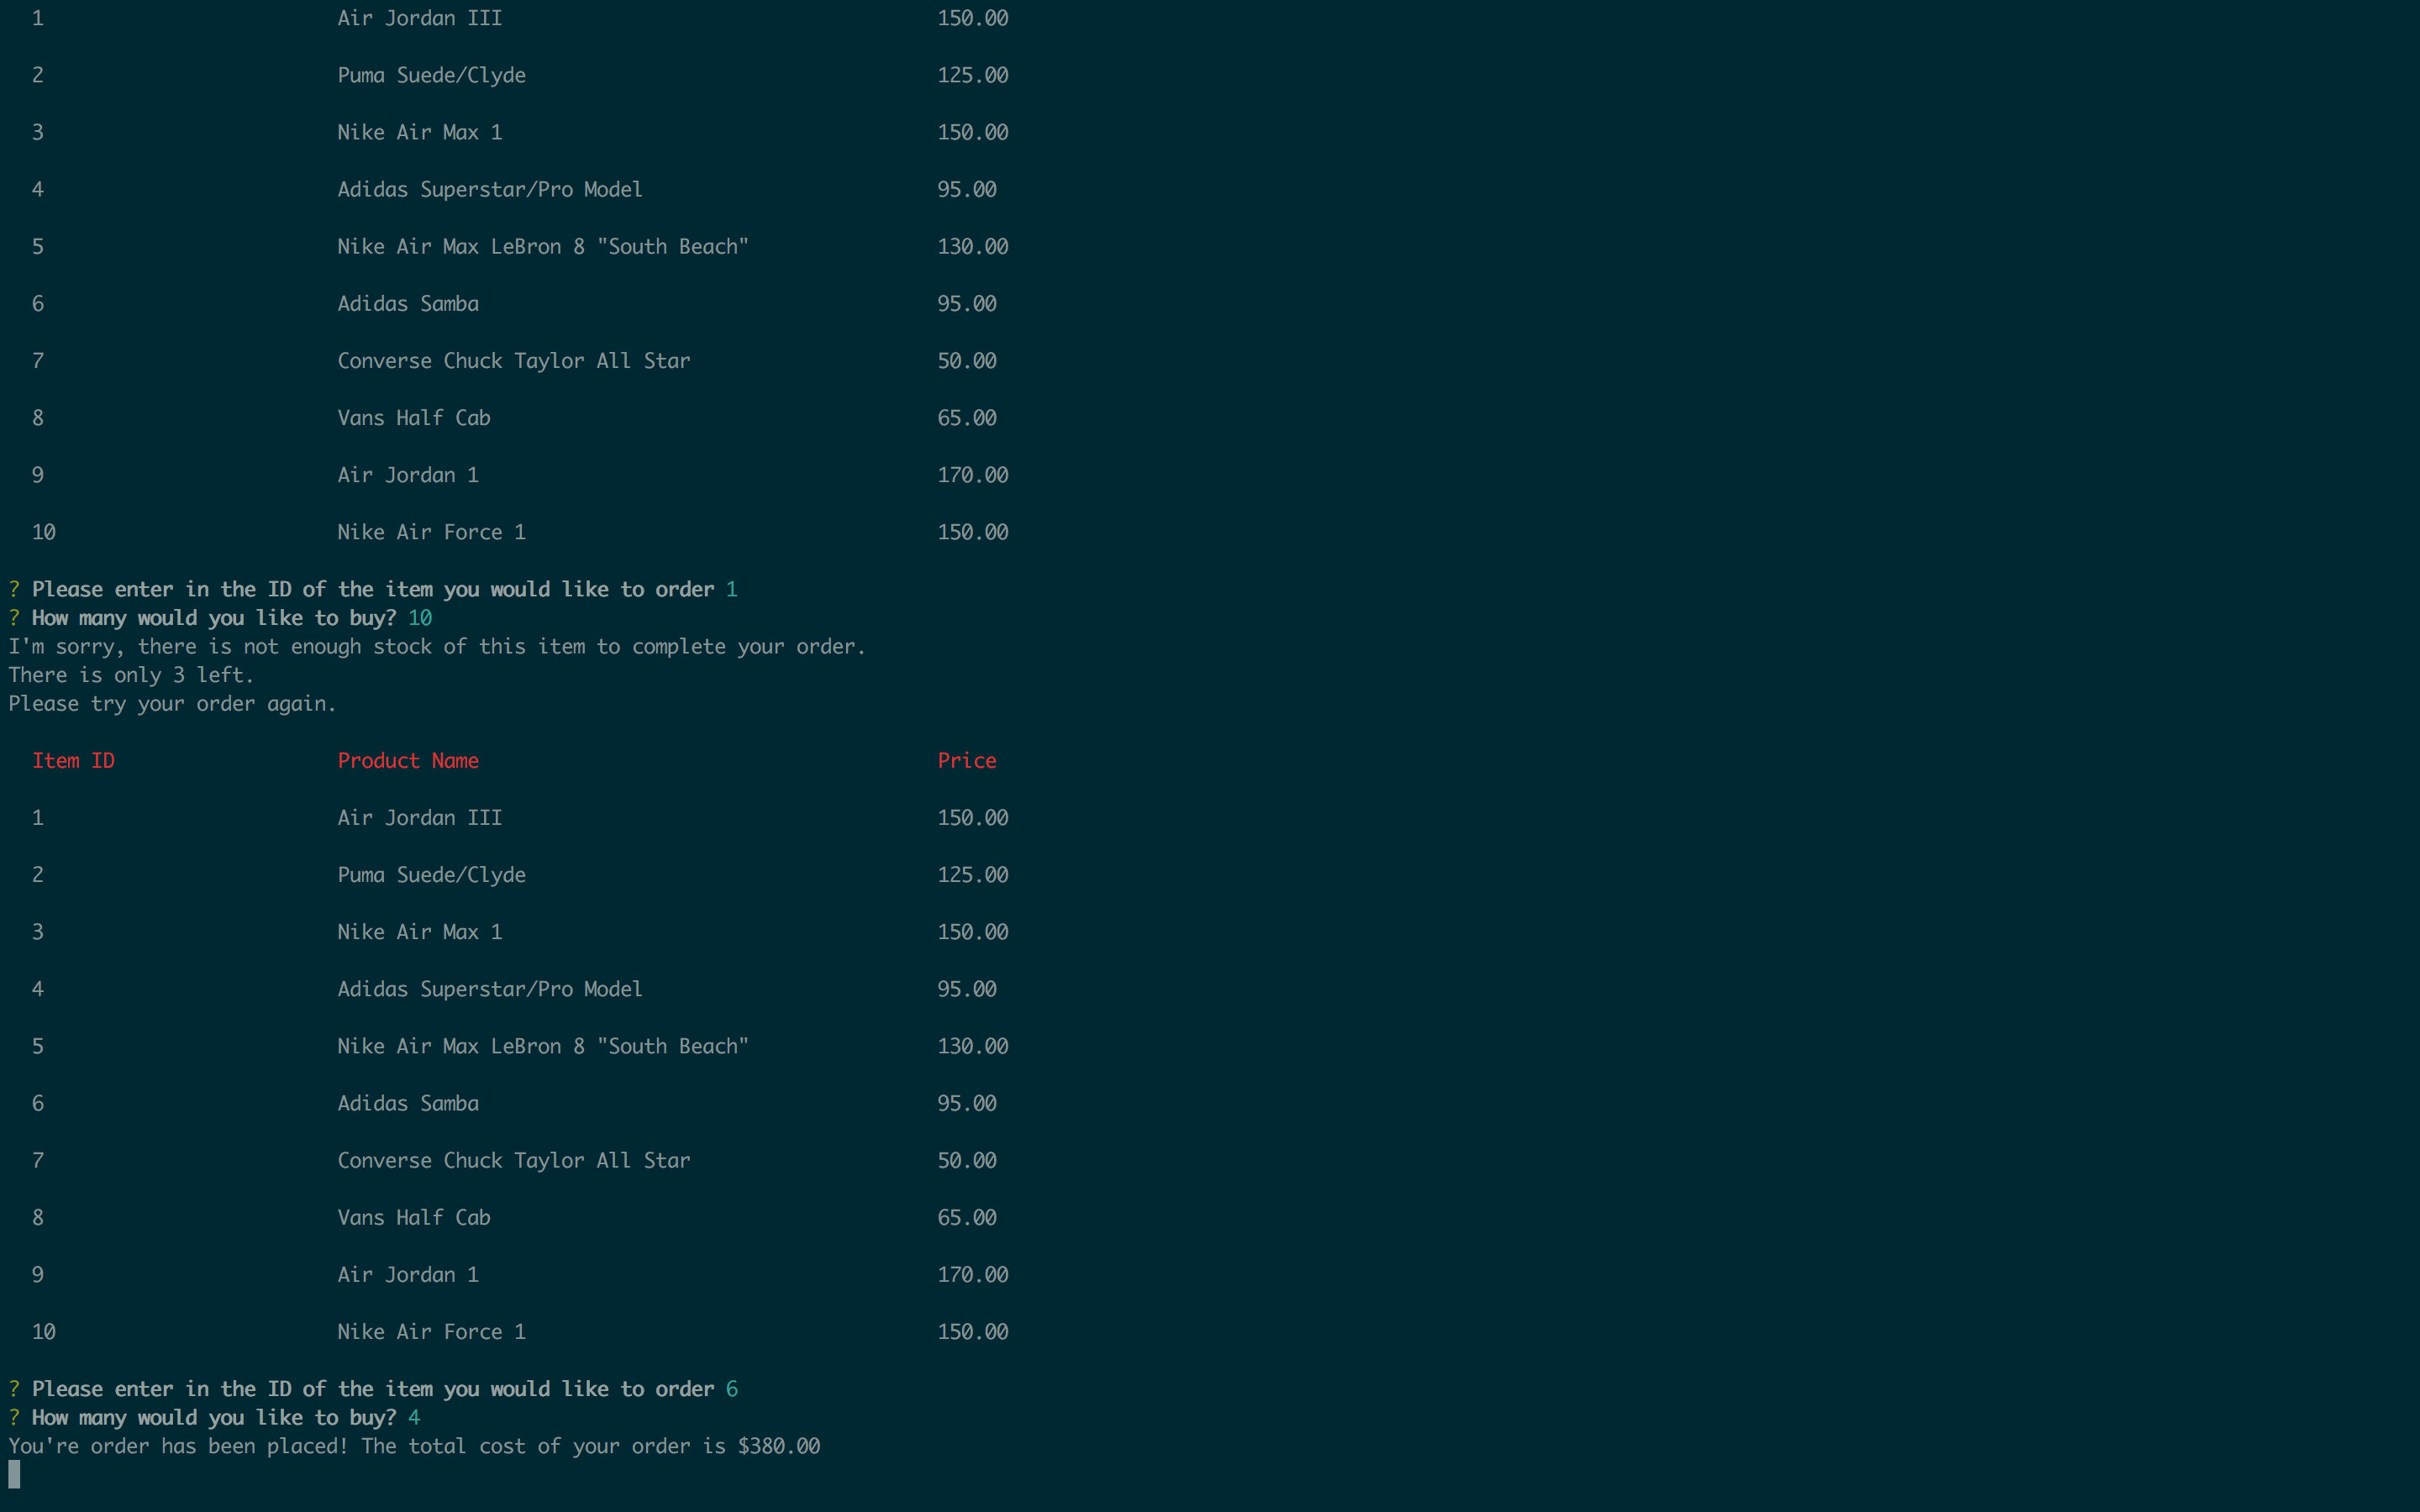 1 Air Jordan III 150.00
2 Puma Suede/Clyde 125.00
3 Nike Air Max 1 150.00
4 Adidas Superstar/Pro Model 95.00
5 Nike Air Max LeBron 8 "South Beach" 130.00
6 Adidas Samba 95.00
7 Converse Chuck Taylor All Star 50.00
8 Vans Half Cab 65.00
9 Air Jordan 1 170.00
10 Nike Air Force 1 150.00
? Please enter in the ID of the item you would like to order 1
? How many would you like to buy? 10
I'm sorry, there is not enough stock of this item to complete your order.
There is only 3 left.
Please try your order again.
Item ID Product Name Price
1 Air Jordan III 150.00
2 Puma Suede/Clyde 125.00
3 Nike Air Max 1 150.00
4 Adidas Superstar/Pro Model 95.00
5 Nike Air Max LeBron 8 "South Beach" 130.00
6 Adidas Samba 95.00
7 Converse Chuck Taylor All Star 50.00
8 Vans Half Cab 65.00
9 Air Jordan 1 170.00
10 Nike Air Force 1 150.00
? Please enter in the ID of the item you would like to order 6
? How many would you like to buy? 4
You're order has been placed! The total cost of your order is $380.00